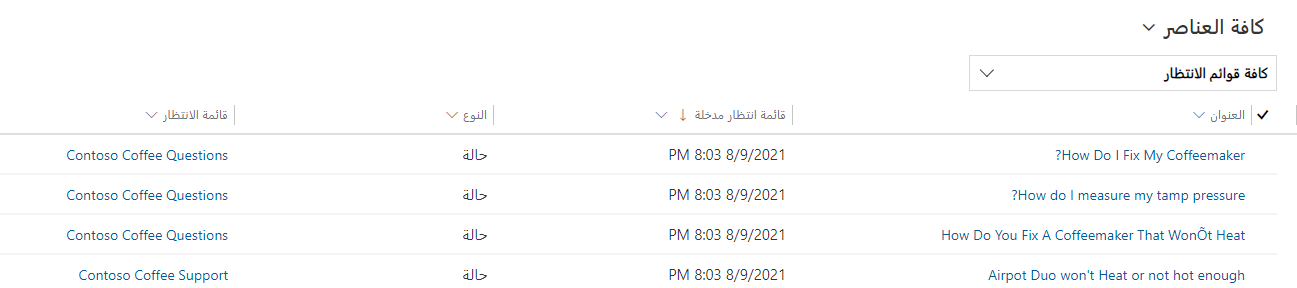 كافة العناصر
كافة قوائم الانتظار
العنوان قائمة انتظار مدخلة النوع قائمة الانتظار
How Do I Fix My Coffeemaker? 8/9/2021 8:03 PM حالة Contoso Coffee Questions
How do I measure my tamp pressure? 8/9/2021 8:03 PM حالة Contoso Coffee Questions
How Do You Fix A Coffeemaker That WonÕt Heat 8/9/2021 8:03 PM حالة Contoso Coffee Questions
Airpot Duo won't Heat or not hot enough 8/9/2021 8:03 PM حالة Contoso Coffee Support